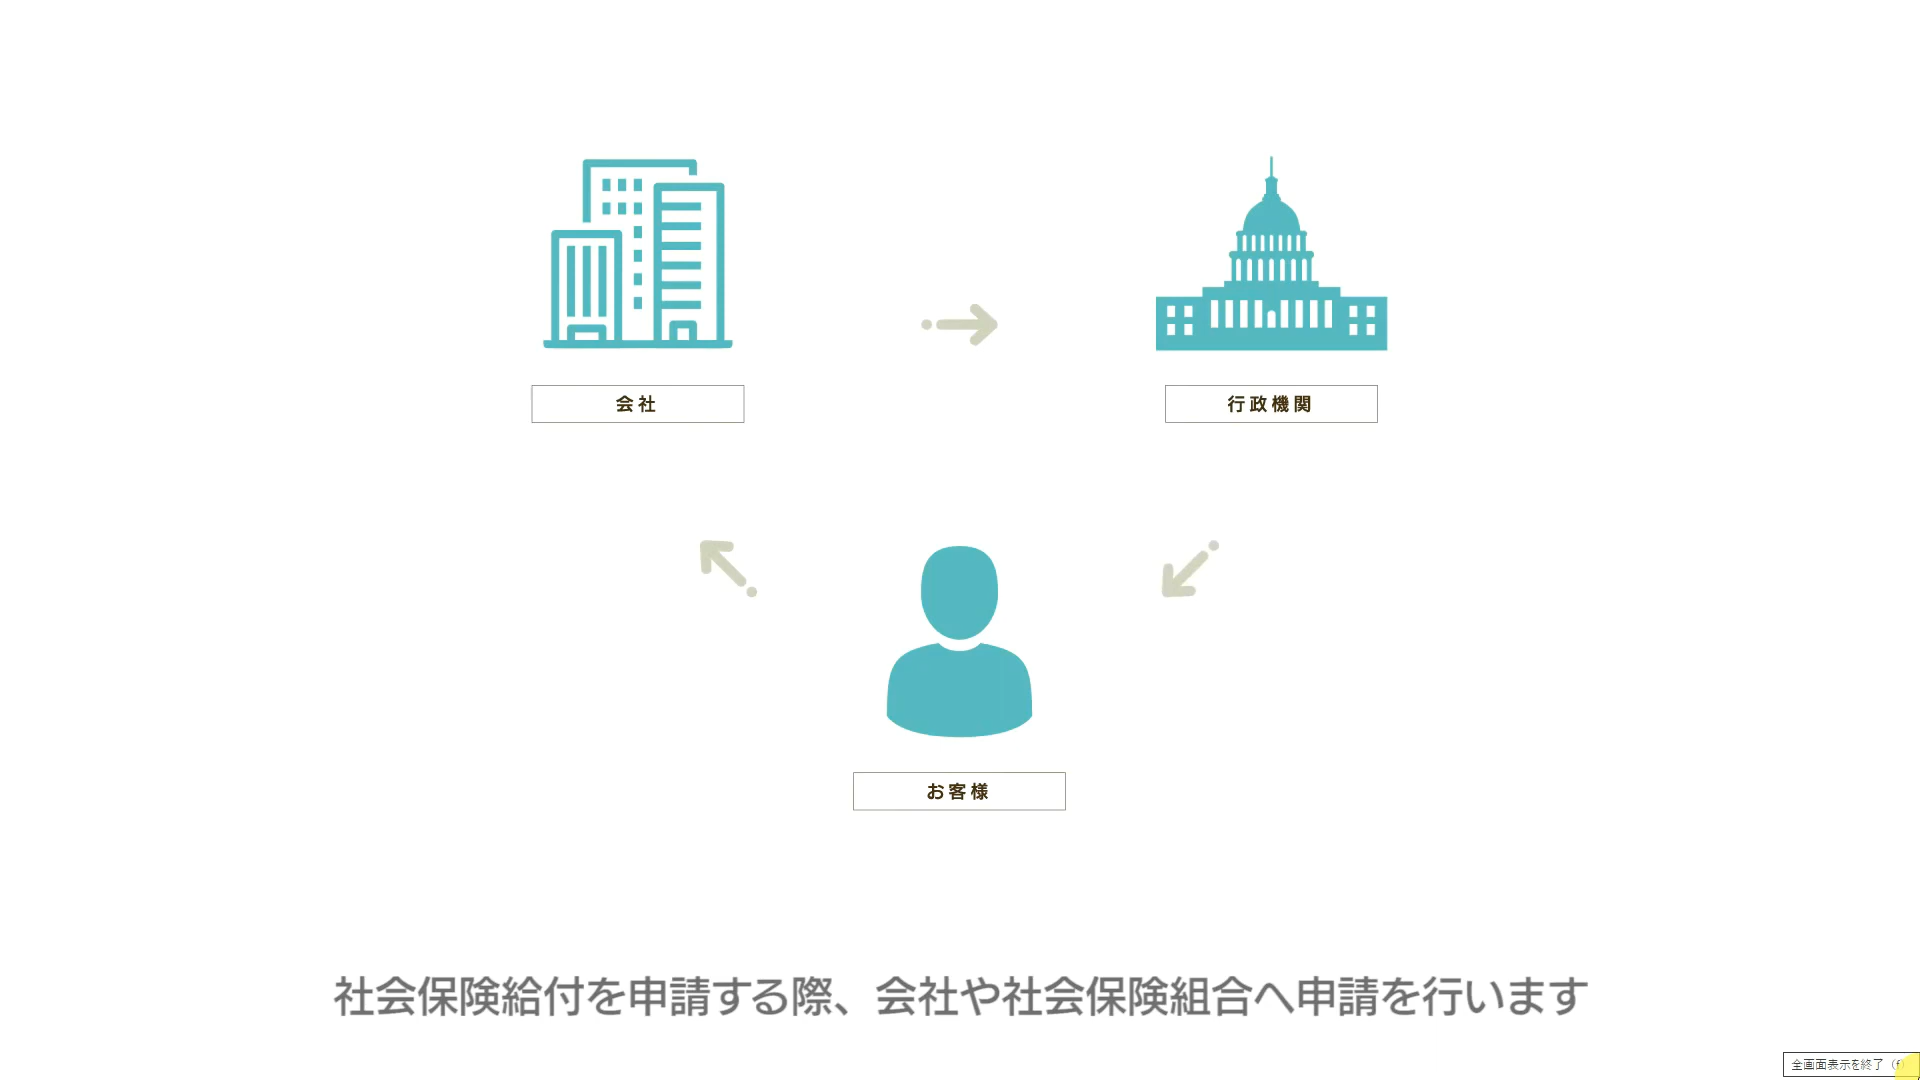 会社
行政機関
お客様
社会保険給付を申請する際、会社や社会保険組合へ申請を行います
全画面表示を終了（f）